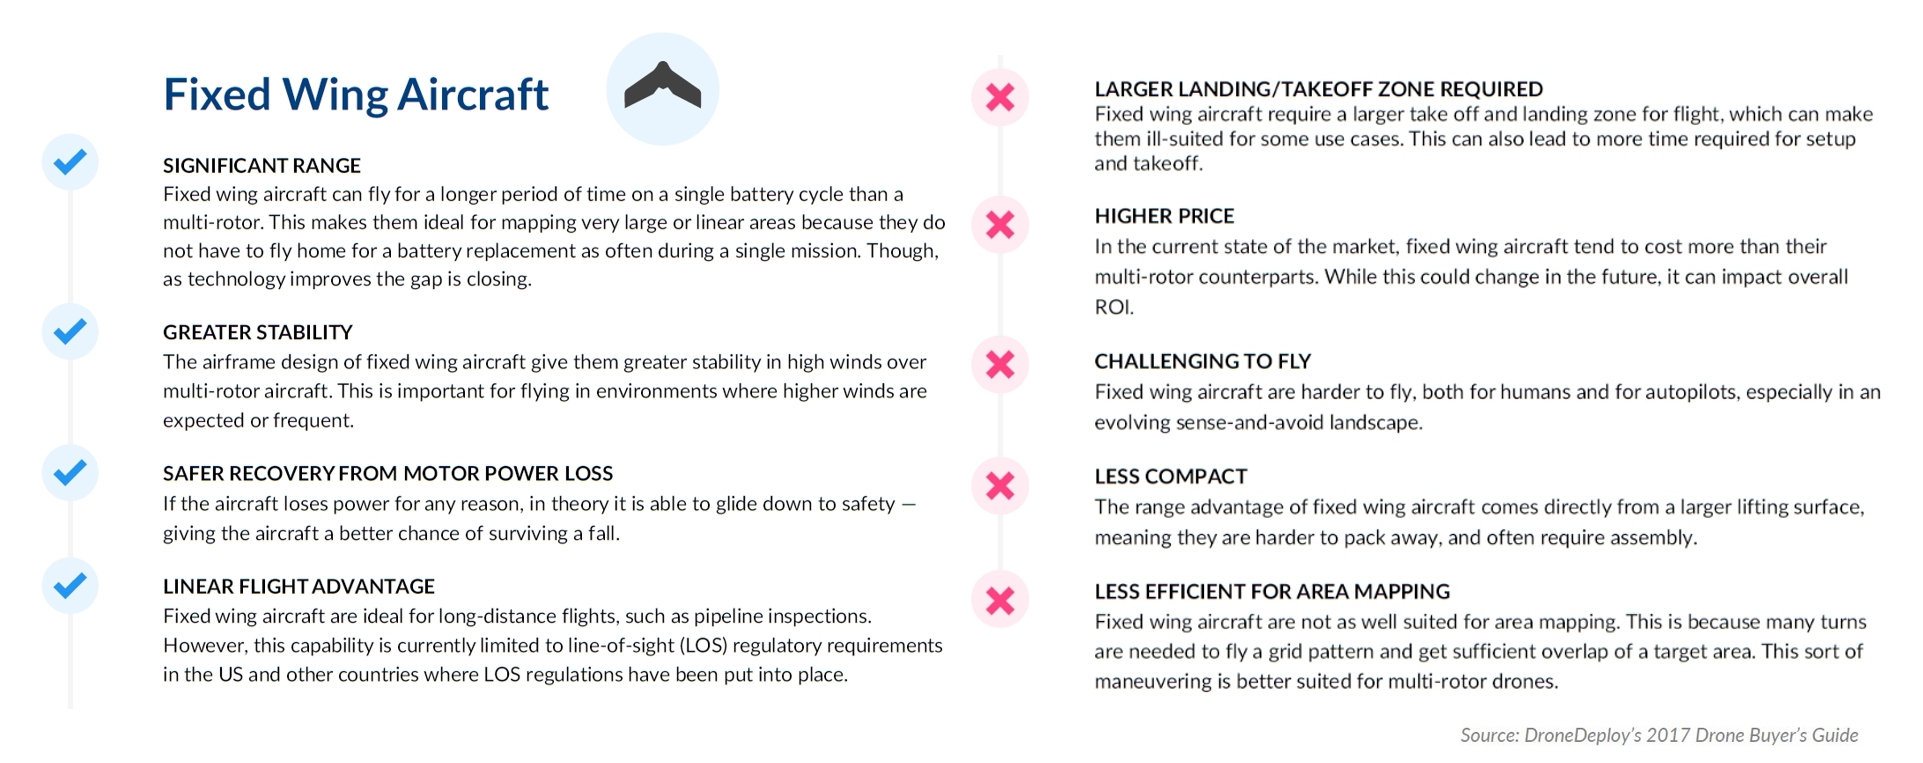 Fixed Wing Aircraft
SIGNIFICANT RANGE
Fixed wing aircraft can fly for a longer period of time on a single battery cycle than a
multi-rotor. This makes them ideal for mapping very large or linear areas because they do
not have to fly home for a battery replacement as often during a single mission. Though,
as technology improves the gap is closing.
GREATER STABILITY
The airframe design of fixed wing aircraft give them greater stability in high winds over
multi-rotor aircraft. This is important for flying in environments where higher winds are
expected or frequent.
SAFER RECOVERY FROM MOTOR POWER LOSS
If the aircraft loses power for any reason, in theory it is able to glide down to safety —
giving the aircraft a better chance of surviving a fall.
LINEAR FLIGHT ADVANTAGE
Fixed wing aircraft are ideal for long-distance flights, such as pipeline inspections.
However, this capability is currently limited to line-of-sight (LOS) regulatory requirements
in the US and other countries where LOS regulations have been put into place.
LARGER LANDING/TAKEOFF ZONE REQUIRED
Fixed wing aircraft require a larger take off and landing zone for flight, which can make
them ill-suited for some use cases. This can also lead to more time required for setup
and takeoff.
HIGHER PRICE
In the current state of the market, fixed wing aircraft tend to cost more than their
multi-rotor counterparts. While this could change in the future, it can impact overall
ROI.
CHALLENGING TO FLY
Fixed wing aircraft are harder to fly, both for humans and for autopilots, especially in an
evolving sense-and-avoid landscape.
LESS COMPACT
The range advantage of fixed wing aircraft comes directly from a larger lifting surface,
meaning they are harder to pack away, and often require assembly.
LESS EFFICIENT FOR AREA MAPPING
Fixed wing aircraft are not as well suited for area mapping. This is because many turns
are needed to fly a grid pattern and get sufficient overlap of a target area. This sort of
maneuvering is better suited for multi-rotor drones.
Source: DroneDeploy's 2017 Drone Buyer's Guide